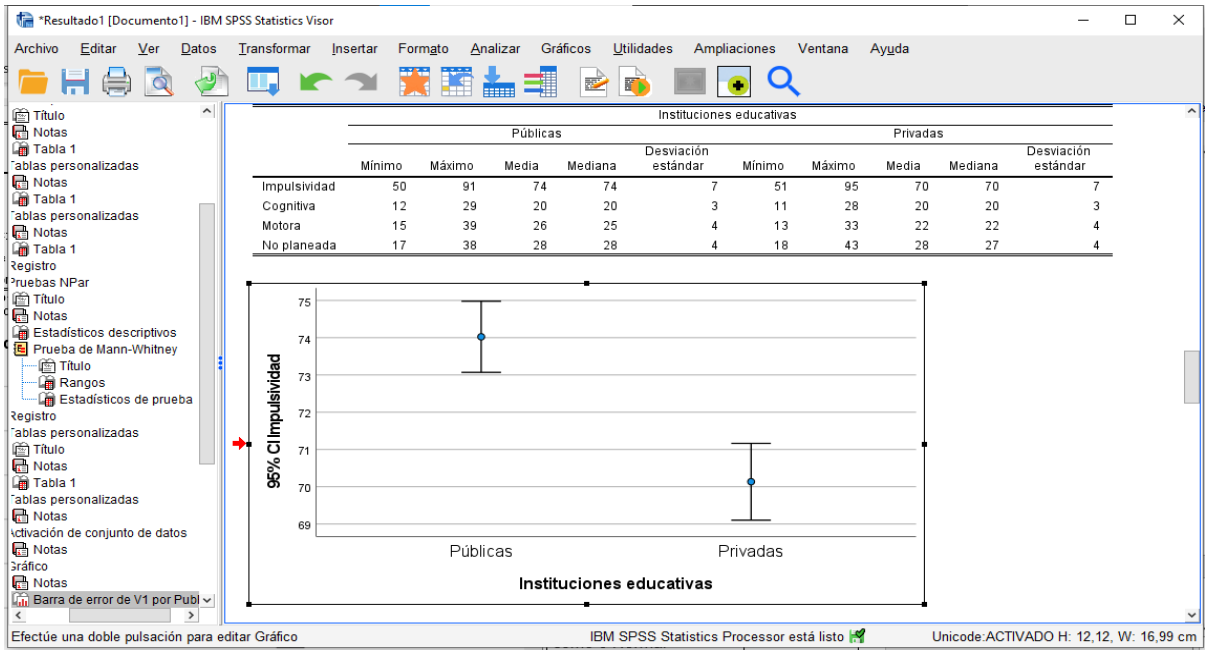 *Resultado1 [Documento1] - IBM SPSS Statistics Visor
Archivo Editar Ver Datos Transformar Insertar Formato Analizar Gráficos Utilidades Ampliaciones Ventana Ayuda
Título
Notas
Tabla 1
Tablas personalizadas
Notas
Tabla 1
Tablas personalizadas
Notas
Tabla 1
Registro
Pruebas NPar
Título
Notas
Estadísticos descriptivos
Prueba de Mann-Whitney
Título
Rangos
Estadísticos de prueba
Registro
Tablas personalizadas
Título
Notas
Tabla 1
Tablas personalizadas
Notas
Activación de conjunto de datos
Notas
Gráfico
Notas
Barra de error de V1 por Publ
Instituciones educativas
Públicas Privadas
Mínimo Máximo Media Mediana Desviación estándar Mínimo Máximo Media Mediana Desviación estándar
Impulsividad 50 91 74 74 7 51 95 70 70 7
Cognitiva 12 29 20 20 3 11 28 20 20 3
Motora 15 39 26 25 4 13 33 22 22 4
No planeada 17 38 28 28 4 18 43 28 27 4
95% CI Impulsividad
75
74
73
72
71
70
69
Públicas Privadas
Instituciones educativas
Efectúe una doble pulsación para editar Gráfico IBM SPSS Statistics Processor está listo Unicode:ACTIVADO H: 12,12, W: 16,99 cm